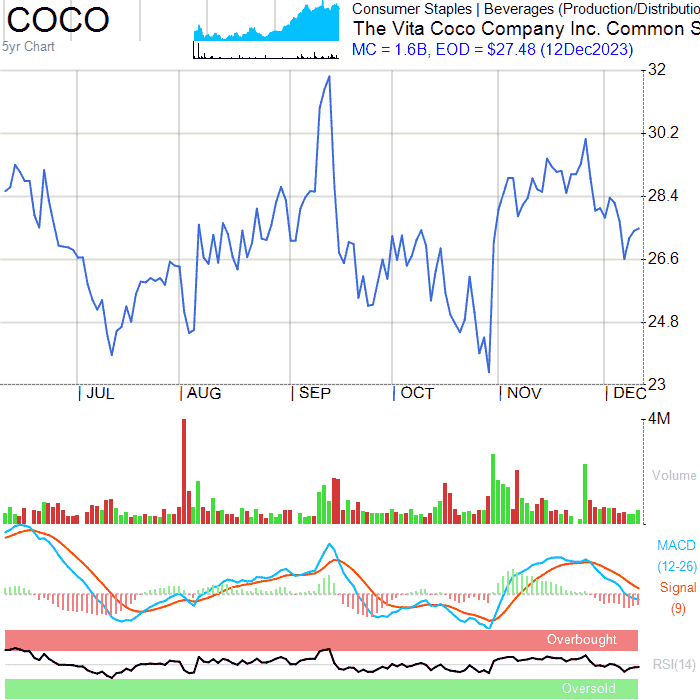 COCO
5yr Chart
Consumer Staples | Beverages (Production/Distributio
The Vita Coco Company Inc. Common S
MC = 1.6B, EOD = $27.48 (12Dec2023)
32
30.2
28.4
26.6
24.8
23
JUL AUG SEP OCT NOV DEC
4M
Volume
MACD
(12-26)
Signal
(9)
Overbought
RSI(14)
Oversold